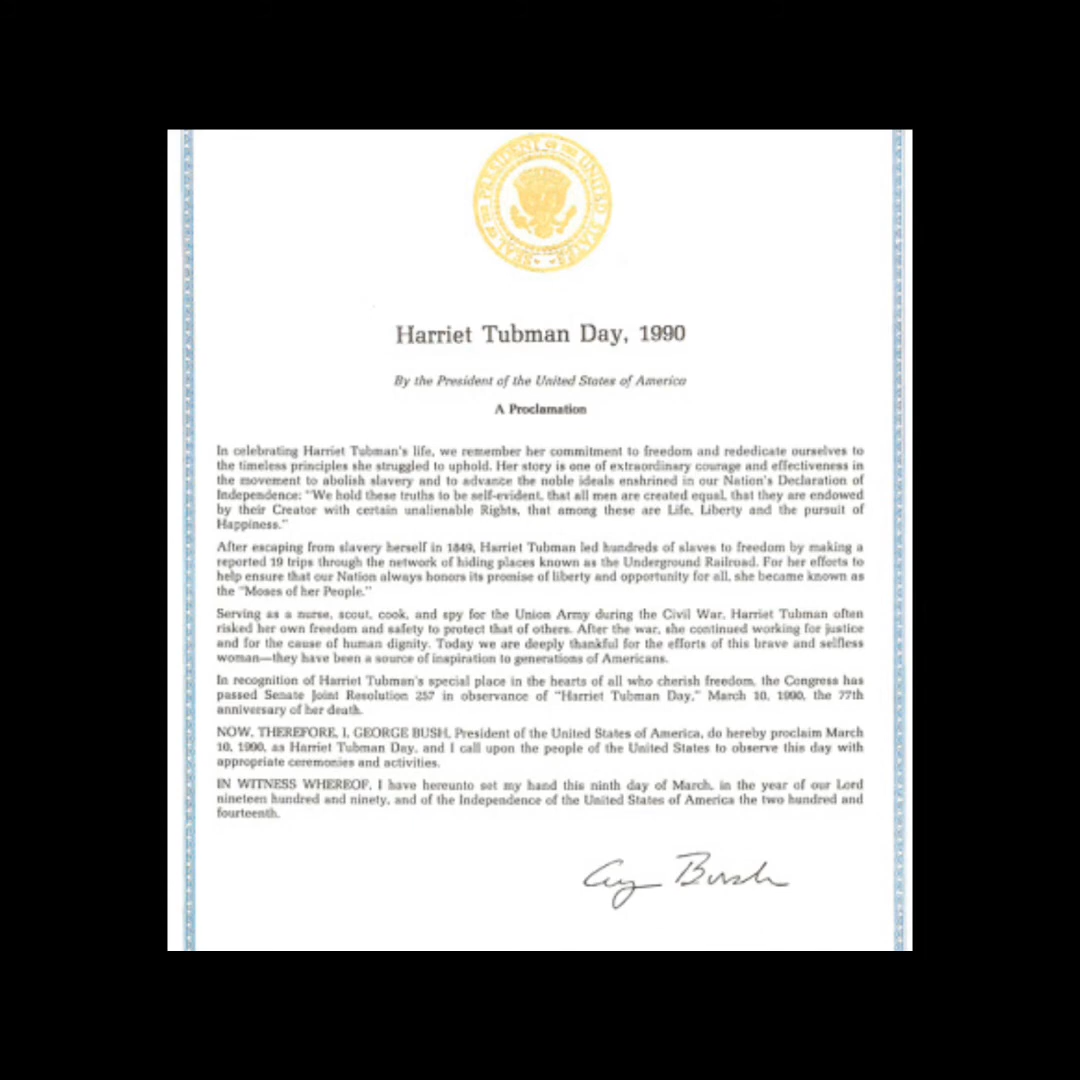 SEAL OF THE PRESIDENT OF THE UNITED STATES
Harriet Tubman Day, 1990
By the President of the United States of America
A Proclamation
In celebrating Harriet Tubman's life, we remember her commitment to freedom and rededicate ourselves to
the timeless principles she struggled to uphold. Her story is one of extraordinary courage and effectiveness in
the movement to abolish slavery and to advance the noble ideals enshrined in our Nation's Declaration of
Independence: "We hold these truths to be self-evident, that all men are created equal, that they are endowed
by their Creator with certain unalienable Rights, that among these are Life, Liberty and the pursuit of
Happiness."
After escaping from slavery herself in 1849, Harriet Tubman led hundreds of slaves to freedom by making a
reported 19 trips through the network of hiding places known as the Underground Railroad. For her efforts to
help ensure that our Nation always honors its promise of liberty and opportunity for all, she became known as
the "Moses of her People."
Serving as a nurse, scout, cook, and spy for the Union Army during the Civil War, Harriet Tubman often
risked her own freedom and safety to protect that of others. After the war, she continued working for justice
and for the cause of human dignity. Today we are deeply thankful for the efforts of this brave and selfless
woman—they have been a source of inspiration to generations of Americans.
In recognition of Harriet Tubman's special place in the hearts of all who cherish freedom, the Congress has
passed Senate Joint Resolution 257 in observance of "Harriet Tubman Day," March 10, 1990, the 77th
anniversary of her death.
NOW, THEREFORE, I, GEORGE BUSH, President of the United States of America, do hereby proclaim March
10, 1990, as Harriet Tubman Day, and I call upon the people of the United States to observe this day with
appropriate ceremonies and activities.
IN WITNESS WHEREOF, I have hereunto set my hand this ninth day of March, in the year of our Lord
nineteen hundred and ninety, and of the Independence of the United States of America the two hundred and
fourteenth.
G Bush